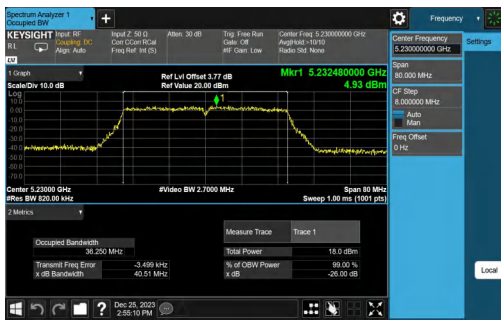 Spectrum Analyzer 1
Occupied BW
Frequency
KEYSIGHT
RL
Input: RF
Coupling: DC
Align: Auto
Input Z: 50 Ω
Corr CCorr RCal
Freq Ref: Int (S)
Atten: 30 dB
Trig: Free Run
Gate: Off
#IF Gain: Low
Center Freq: 5.230000000 GHz
Avg|Hold:>10/10
Radio Std: None
Center Frequency
5.230000000 GHz
Settings
Span
80.000 MHz
CF Step
8.000000 MHz
Auto
Man
Freq Offset
0 Hz
Local
1 Graph
Scale/Div 10.0 dB
Ref Lvl Offset 3.77 dB
Ref Value 20.00 dBm
Mkr1 5.232480000 GHz
4.93 dBm
Log
10.0
0.00
-10.0
-20.0
-30.0
-40.0
-50.0
-60.0
-70.0
1
Center 5.23000 GHz
#Res BW 820.00 kHz
#Video BW 2.7000 MHz
Span 80 MHz
Sweep 1.00 ms (1001 pts)
2 Metrics
Measure Trace
Trace 1
Occupied Bandwidth
36.250 MHz
Total Power
18.0 dBm
Transmit Freq Error
-3.499 kHz
% of OBW Power
99.00 %
x dB Bandwidth
40.51 MHz
x dB
-26.00 dB
?
Dec 25, 2023
2:55:10 PM